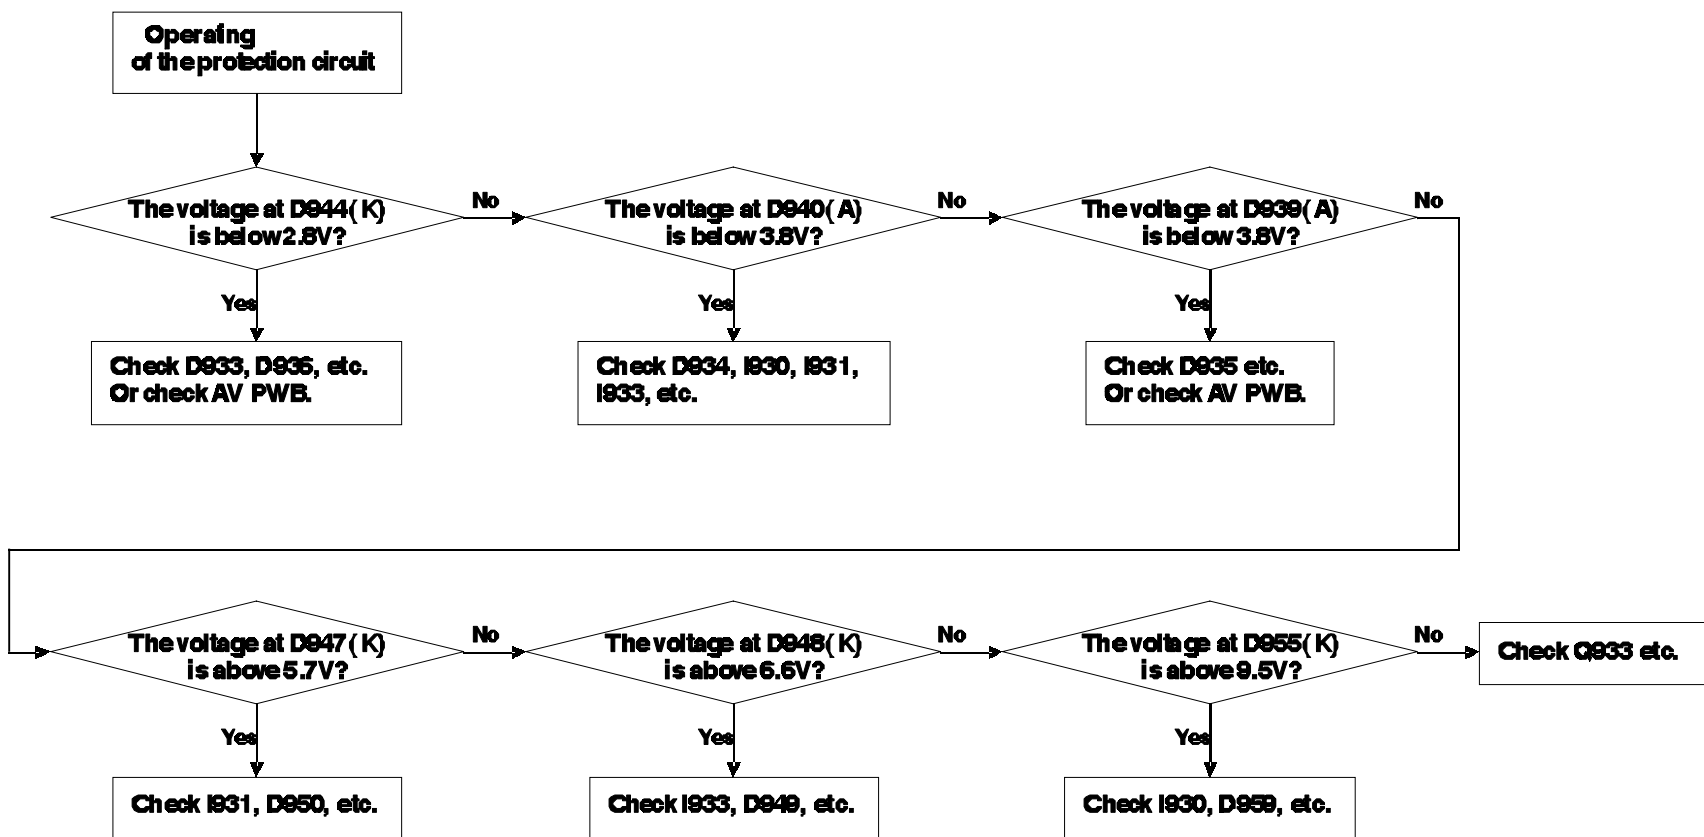 Operating
of the protection circuit
The voltage at D944(K)
is below 2.8V?
No
The voltage at D940(A)
is below 3.8V?
No
The voltage at D939(A)
is below 3.8V?
No
Yes
Yes
Yes
Check D933, D936, etc.
Or check AV PWB.
Check D934, I930, I931,
I933, etc.
Check D935 etc.
Or check AV PWB.
The voltage at D947(K)
is above 5.7V?
No
The voltage at D948(K)
is above 6.6V?
No
The voltage at D955(K)
is above 9.5V?
No
Check Q933 etc.
Yes
Yes
Yes
Check I931, D950, etc.
Check I933, D949, etc.
Check I930, D959, etc.